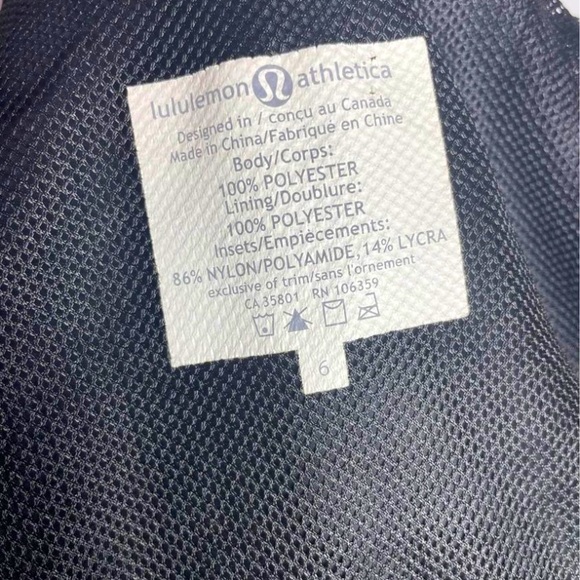 lululemon athletica
Designed in / conçu au Canada
Made in China/Fabriqué en Chine
Body/Corps:
100% POLYESTER
Lining/Doublure:
100% POLYESTER
Insets/Empiècements:
86% NYLON/POLYAMIDE, 14% LYCRA
exclusive of trim/sans l'ornement
CA 35801 RN 106359
6